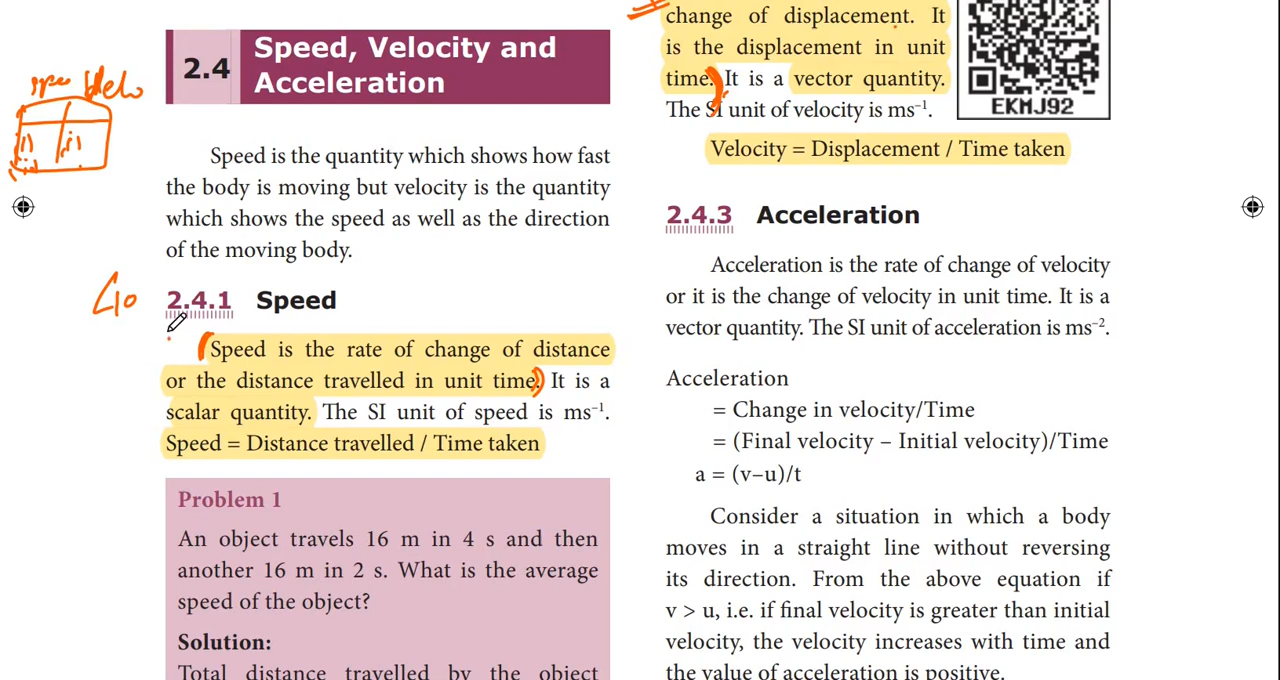 2.4 Speed, Velocity and
Acceleration
Speed is the quantity which shows how fast
the body is moving but velocity is the quantity
which shows the speed as well as the direction
of the moving body.
2.4.1 Speed
Speed is the rate of change of distance
or the distance travelled in unit time. It is a
scalar quantity. The SI unit of speed is ms⁻¹.
Speed = Distance travelled / Time taken
Problem 1
An object travels 16 m in 4 s and then
another 16 m in 2 s. What is the average
speed of the object?
Solution:
Total distance travelled by the object
change of displacement. It
is the displacement in unit
time. It is a vector quantity.
The SI unit of velocity is ms⁻¹.
EKMJ92
Velocity = Displacement / Time taken
2.4.3 Acceleration
Acceleration is the rate of change of velocity
or it is the change of velocity in unit time. It is a
vector quantity. The SI unit of acceleration is ms⁻².
Acceleration
= Change in velocity/Time
= (Final velocity – Initial velocity)/Time
a = (v–u)/t
Consider a situation in which a body
moves in a straight line without reversing
its direction. From the above equation if
v > u, i.e. if final velocity is greater than initial
velocity, the velocity increases with time and
the value of acceleration is positive.